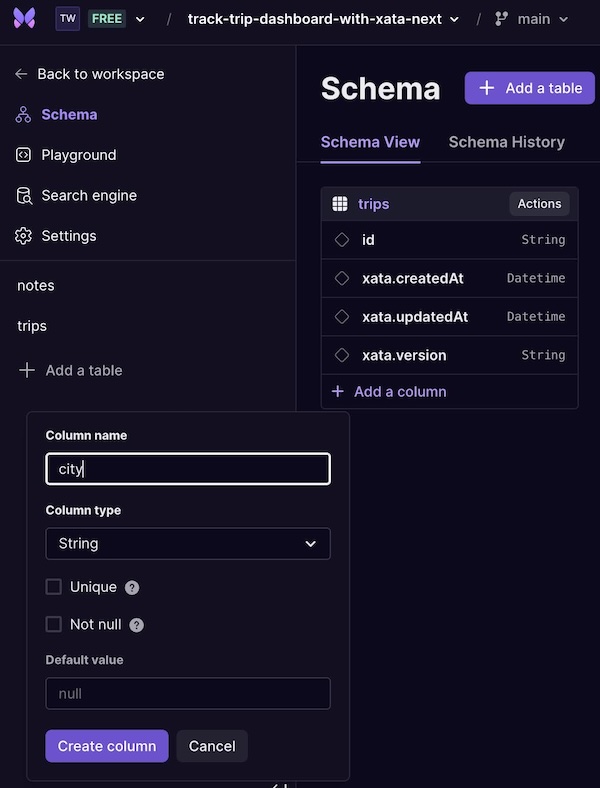 TW FREE / track-trip-dashboard-with-xata-next / main
Back to workspace
Schema
Playground
Search engine
Settings
notes
trips
Add a table
Schema
Add a table
Schema View Schema History
trips Actions
id String
xata.createdAt Datetime
xata.updatedAt Datetime
xata.version String
Add a column
Column name
city
Column type
String
Unique ?
Not null ?
Default value
null
Create column Cancel